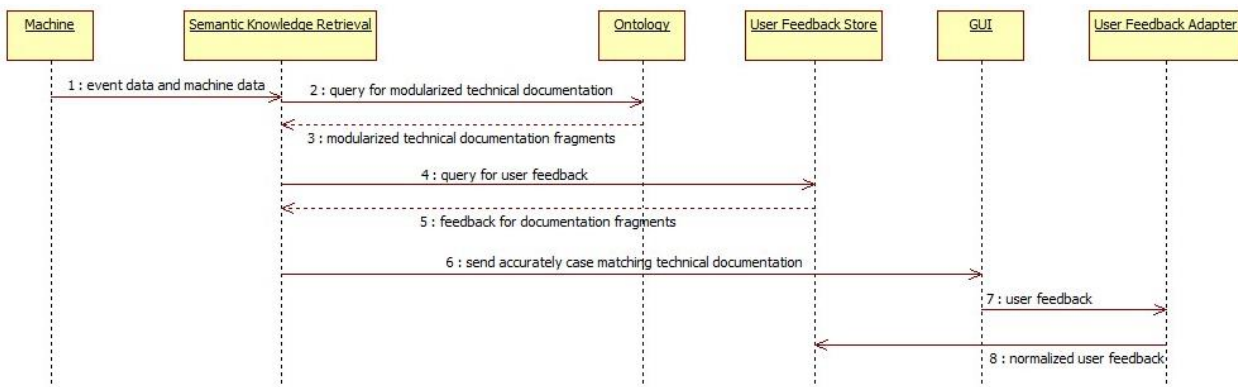 Machine
Semantic Knowledge Retrieval
Ontology
User Feedback Store
GUI
User Feedback Adapter
1 : event data and machine data
2 : query for modularized technical documentation
3 : modularized technical documentation fragments
4 : query for user feedback
5 : feedback for documentation fragments
6 : send accurately case matching technical documentation
7 : user feedback
8 : normalized user feedback